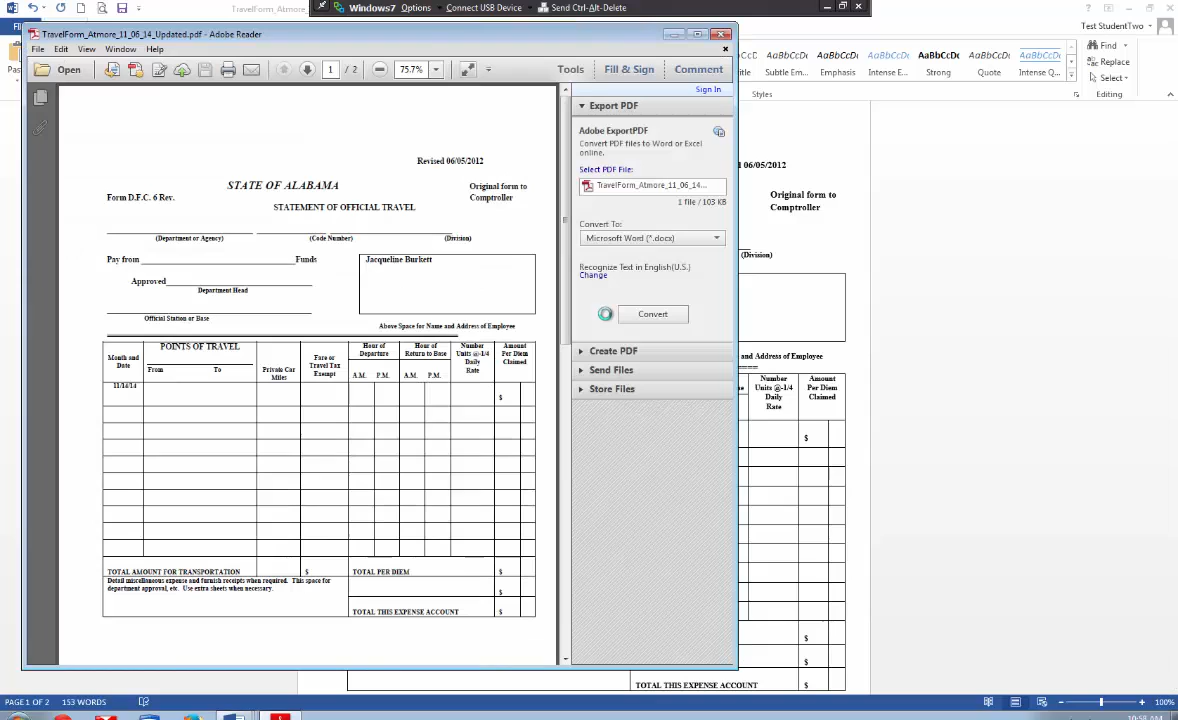 TravelForm_Atmore
Windows7 Options Connect USB Device Send Ctrl-Alt-Delete
Test StudentTwo
TravelForm_Atmore_11_06_14_Updated.pdf - Adobe Reader
File Edit View Window Help
Open 1 / 2 75.7% Tools Fill & Sign Comment
Sign In
AaBbCcDc AaBbCcDc AaBbCcDc AaBbCcDc AaBbCcDc AaBbCcDc
Subtle Em... Emphasis Intense E... Strong Quote Intense Q...
Styles
Find
Replace
Select
Editing
Export PDF
Adobe ExportPDF
Convert PDF files to Word or Excel
online.
Select PDF File:
TravelForm_Atmore_11_06_14...
1 file / 103 KB
Convert To:
Microsoft Word (*.docx)
Recognize Text in English(U.S.)
Change
Convert
Create PDF
Send Files
Store Files
Revised 06/05/2012
STATE OF ALABAMA
Original form to
Comptroller
Form D.F.C. 6 Rev.
STATEMENT OF OFFICIAL TRAVEL
(Department or Agency) (Code Number) (Division)
Pay from Funds
Jacqueline Burkett
Approved
Department Head
Official Station or Base
Above Space for Name and Address of Employee
Month and
Date
POINTS OF TRAVEL
From To
Private Car
Miles
Fare or
Travel Tax
Exempt
Hour of
Departure
A.M. P.M.
Hour of
Return to Base
A.M. P.M.
Number
Units @-1/4
Daily
Rate
Amount
Per Diem
Claimed
11/14/14
$
TOTAL AMOUNT FOR TRANSPORTATION $ TOTAL PER DIEM $
Detail miscellaneous expense and furnish receipts when required. This space for
department approval, etc. Use extra sheets when necessary.
$
TOTAL THIS EXPENSE ACCOUNT $
06/05/2012
Original form to
Comptroller
(Division)
and Address of Employee
Number
Units @-1/4
Daily
Rate
Amount
Per Diem
Claimed
$
$
$
TOTAL THIS EXPENSE ACCOUNT $
PAGE 1 OF 2 153 WORDS 100%
10:58 AM